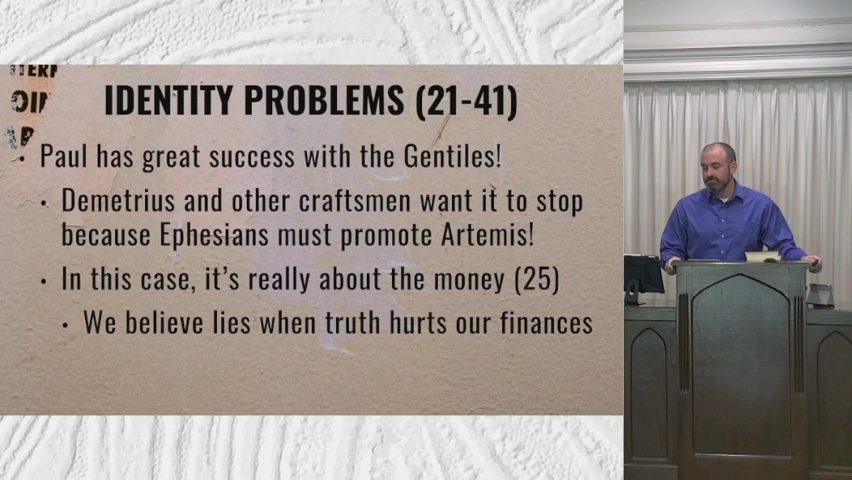 IDENTITY PROBLEMS (21-41)
• Paul has great success with the Gentiles!
• Demetrius and other craftsmen want it to stop
because Ephesians must promote Artemis!
• In this case, it's really about the money (25)
• We believe lies when truth hurts our finances